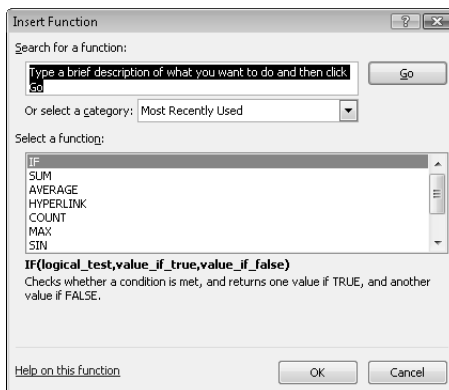 Insert Function
Search for a function:
Type a brief description of what you want to do and then click
Go
Go
Or select a category: Most Recently Used
Select a function:
IF
SUM
AVERAGE
HYPERLINK
COUNT
MAX
SIN
IF(logical_test,value_if_true,value_if_false)
Checks whether a condition is met, and returns one value if TRUE, and another
value if FALSE.
Help on this function
OK Cancel